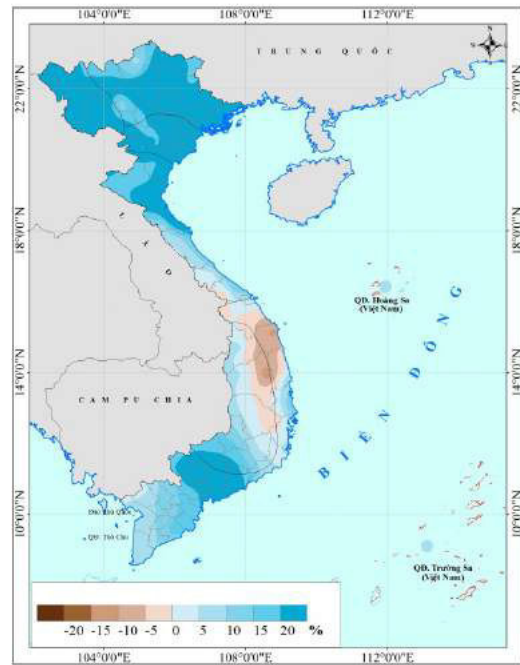 104°0'0"E 108°0'0"E 112°0'0"E
TRUNG QUỐC
N
22°0'0"N 22°0'0"N
LÀO
18°0'0"N 18°0'0"N
QĐ. Hoàng Sa
(Việt Nam)
BIỂN ĐÔNG
14°0'0"N 14°0'0"N
CAM PU CHIA
10°0'0"N 10°0'0"N
QĐ. Trường Sa
(Việt Nam)
-20 -15 -10 -5 0 5 10 15 20 %
104°0'0"E 108°0'0"E 112°0'0"E